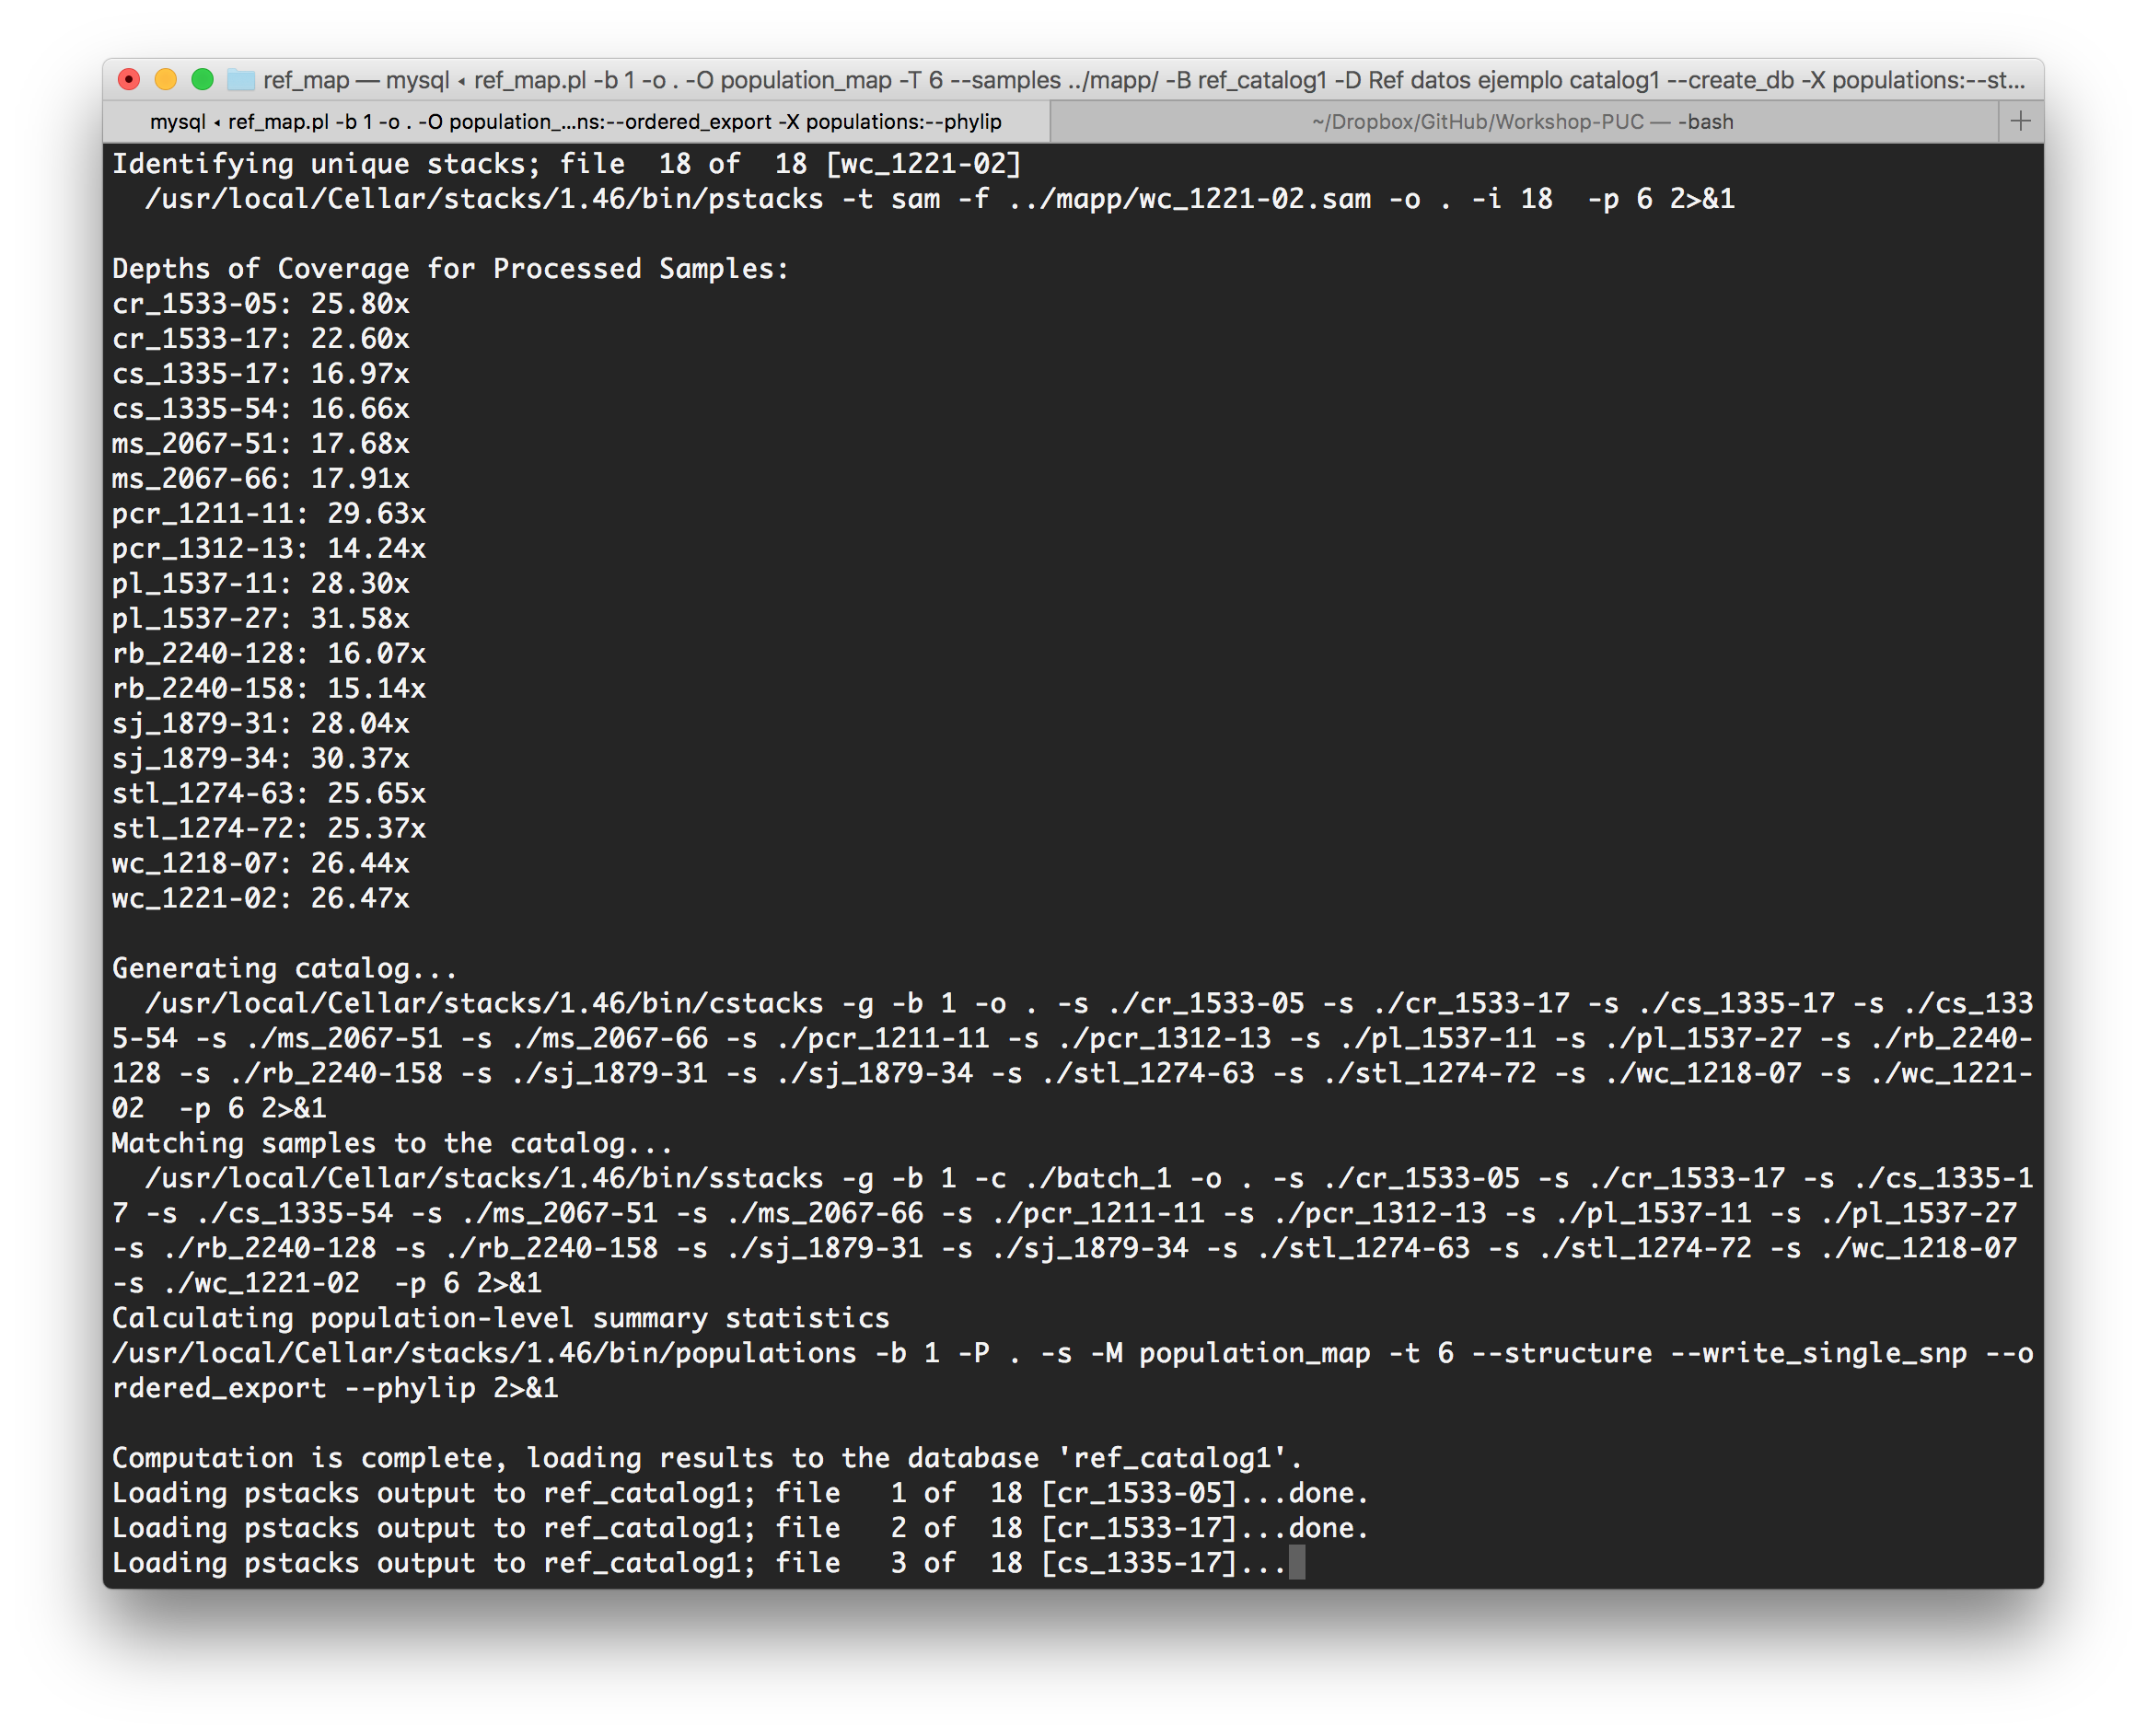 ref_map — mysql ◂ ref_map.pl -b 1 -o . -O population_map -T 6 --samples ../mapp/ -B ref_catalog1 -D Ref datos ejemplo catalog1 --create_db -X populations:--st...
mysql ◂ ref_map.pl -b 1 -o . -O population_...ns:--ordered_export -X populations:--phylip
~/Dropbox/GitHub/Workshop-PUC — -bash
+
Identifying unique stacks; file  18 of  18 [wc_1221-02]
  /usr/local/Cellar/stacks/1.46/bin/pstacks -t sam -f ../mapp/wc_1221-02.sam -o . -i 18  -p 6 2>&1
Depths of Coverage for Processed Samples:
cr_1533-05: 25.80x
cr_1533-17: 22.60x
cs_1335-17: 16.97x
cs_1335-54: 16.66x
ms_2067-51: 17.68x
ms_2067-66: 17.91x
pcr_1211-11: 29.63x
pcr_1312-13: 14.24x
pl_1537-11: 28.30x
pl_1537-27: 31.58x
rb_2240-128: 16.07x
rb_2240-158: 15.14x
sj_1879-31: 28.04x
sj_1879-34: 30.37x
stl_1274-63: 25.65x
stl_1274-72: 25.37x
wc_1218-07: 26.44x
wc_1221-02: 26.47x
Generating catalog...
  /usr/local/Cellar/stacks/1.46/bin/cstacks -g -b 1 -o . -s ./cr_1533-05 -s ./cr_1533-17 -s ./cs_1335-17 -s ./cs_133
5-54 -s ./ms_2067-51 -s ./ms_2067-66 -s ./pcr_1211-11 -s ./pcr_1312-13 -s ./pl_1537-11 -s ./pl_1537-27 -s ./rb_2240-
128 -s ./rb_2240-158 -s ./sj_1879-31 -s ./sj_1879-34 -s ./stl_1274-63 -s ./stl_1274-72 -s ./wc_1218-07 -s ./wc_1221-
02  -p 6 2>&1
Matching samples to the catalog...
  /usr/local/Cellar/stacks/1.46/bin/sstacks -g -b 1 -c ./batch_1 -o . -s ./cr_1533-05 -s ./cr_1533-17 -s ./cs_1335-1
7 -s ./cs_1335-54 -s ./ms_2067-51 -s ./ms_2067-66 -s ./pcr_1211-11 -s ./pcr_1312-13 -s ./pl_1537-11 -s ./pl_1537-27
-s ./rb_2240-128 -s ./rb_2240-158 -s ./sj_1879-31 -s ./sj_1879-34 -s ./stl_1274-63 -s ./stl_1274-72 -s ./wc_1218-07
-s ./wc_1221-02  -p 6 2>&1
Calculating population-level summary statistics
/usr/local/Cellar/stacks/1.46/bin/populations -b 1 -P . -s -M population_map -t 6 --structure --write_single_snp --o
rdered_export --phylip 2>&1
Computation is complete, loading results to the database 'ref_catalog1'.
Loading pstacks output to ref_catalog1; file   1 of  18 [cr_1533-05]...done.
Loading pstacks output to ref_catalog1; file   2 of  18 [cr_1533-17]...done.
Loading pstacks output to ref_catalog1; file   3 of  18 [cs_1335-17]...